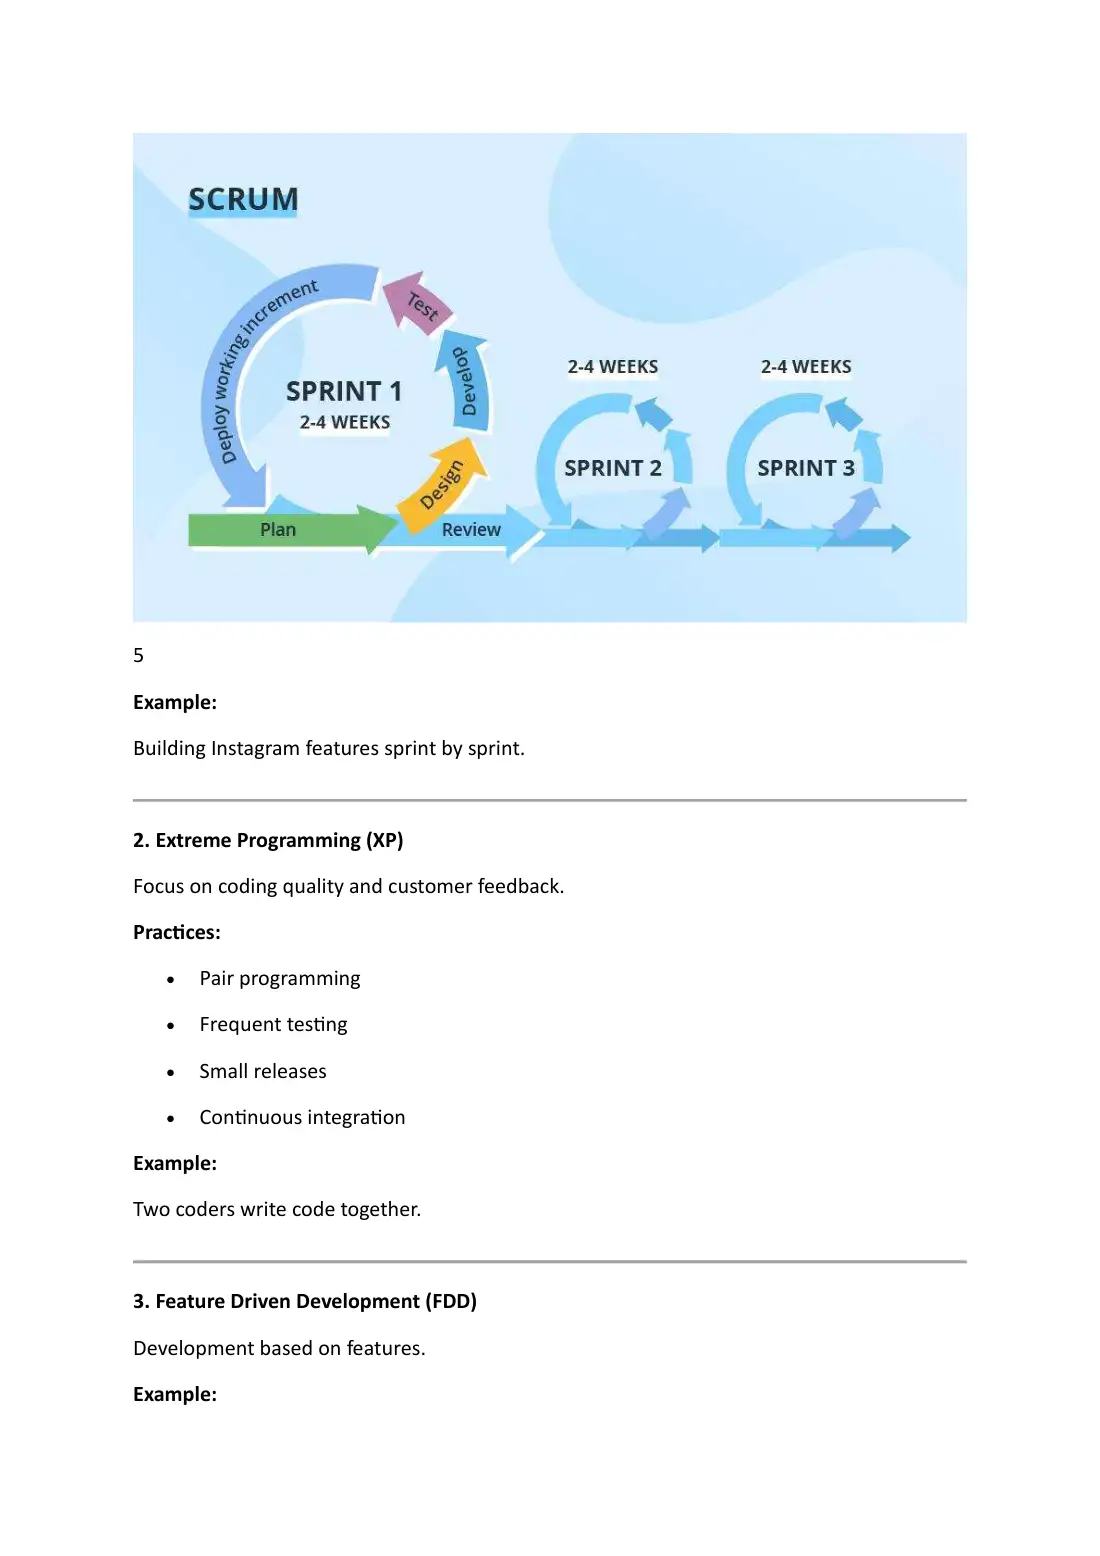 SCRUM
Deploy working increment
Test
Develop
SPRINT 1
2-4 WEEKS
Design
Plan
Review
2-4 WEEKS
SPRINT 2
2-4 WEEKS
SPRINT 3
5
Example:
Building Instagram features sprint by sprint.
2. Extreme Programming (XP)
Focus on coding quality and customer feedback.
Practices:
• Pair programming
• Frequent testing
• Small releases
• Continuous integration
Example:
Two coders write code together.
3. Feature Driven Development (FDD)
Development based on features.
Example: